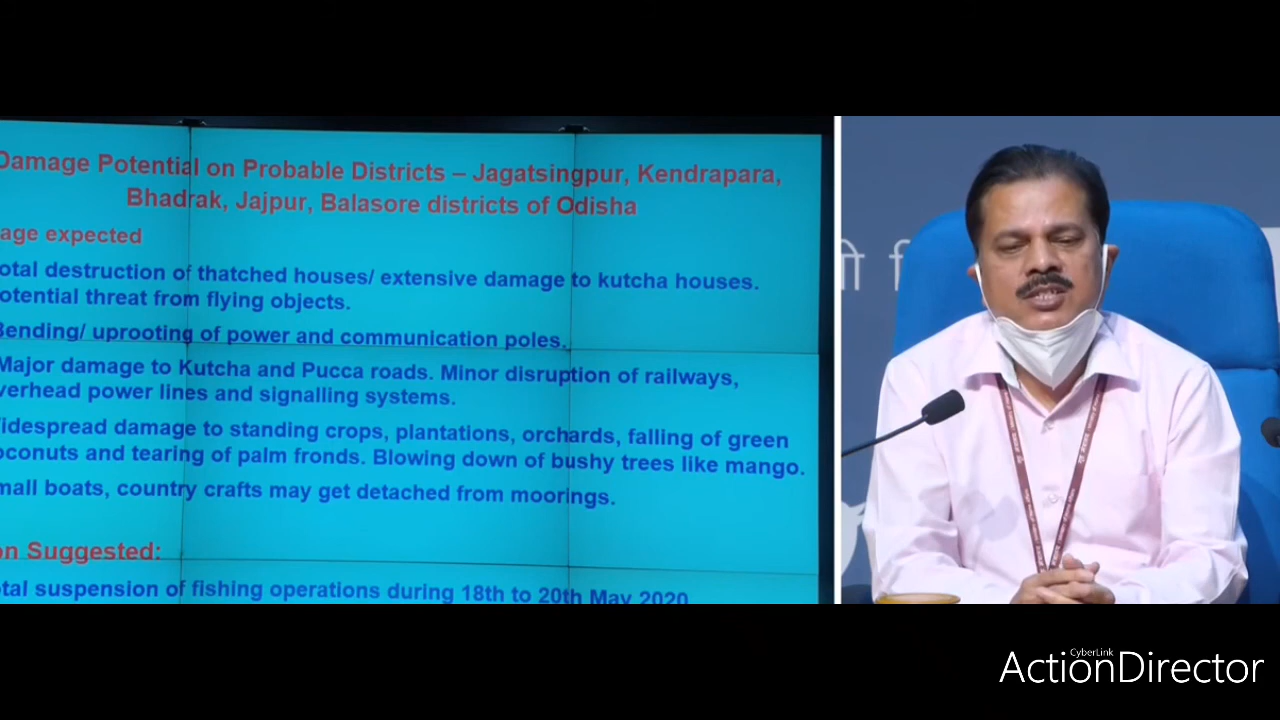 Damage Potential on Probable Districts – Jagatsingpur, Kendrapara,
Bhadrak, Jajpur, Balasore districts of Odisha
age expected
otal destruction of thatched houses/ extensive damage to kutcha houses.
otential threat from flying objects.
Bending/ uprooting of power and communication poles.
Major damage to Kutcha and Pucca roads. Minor disruption of railways,
verhead power lines and signalling systems.
idespread damage to standing crops, plantations, orchards, falling of green
oconuts and tearing of palm fronds. Blowing down of bushy trees like mango.
mall boats, country crafts may get detached from moorings.
on Suggested:
otal suspension of fishing operations during 18th to 20th May 2020
CyberLink
ActionDirector